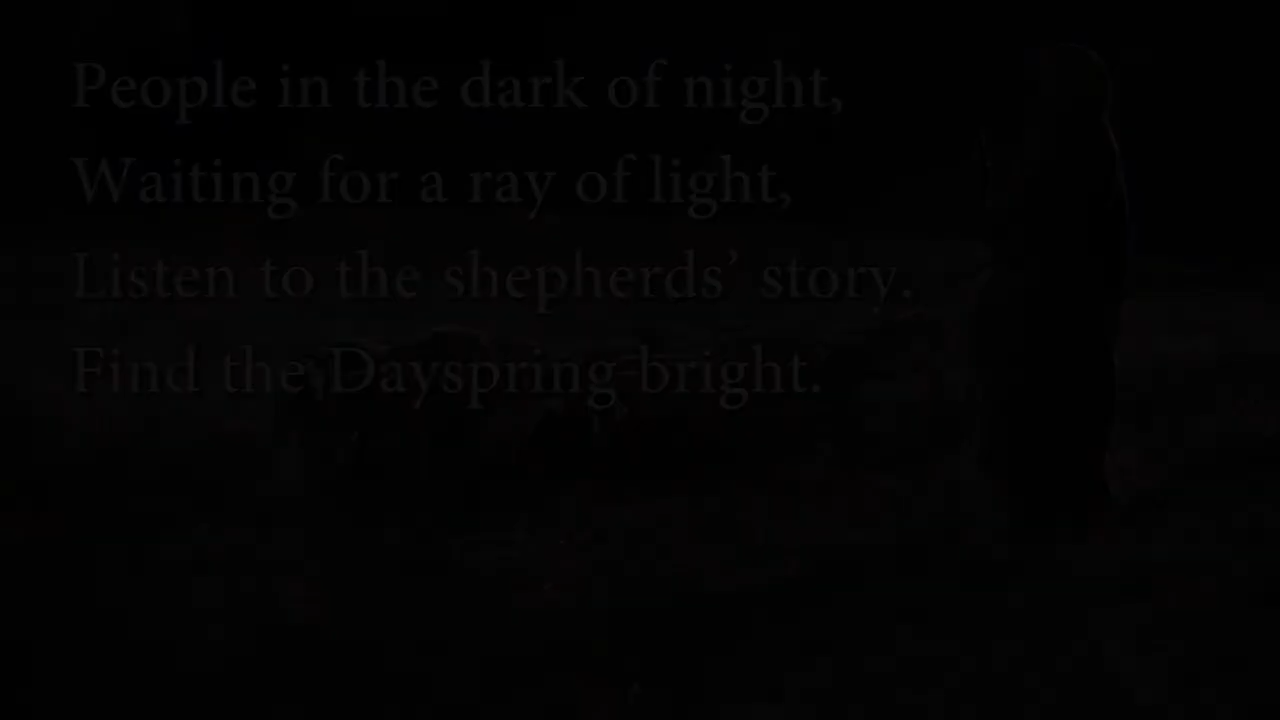 People in the dark of night,
Waiting for a ray of light,
Listen to the shepherds’ story.
Find the Dayspring bright.